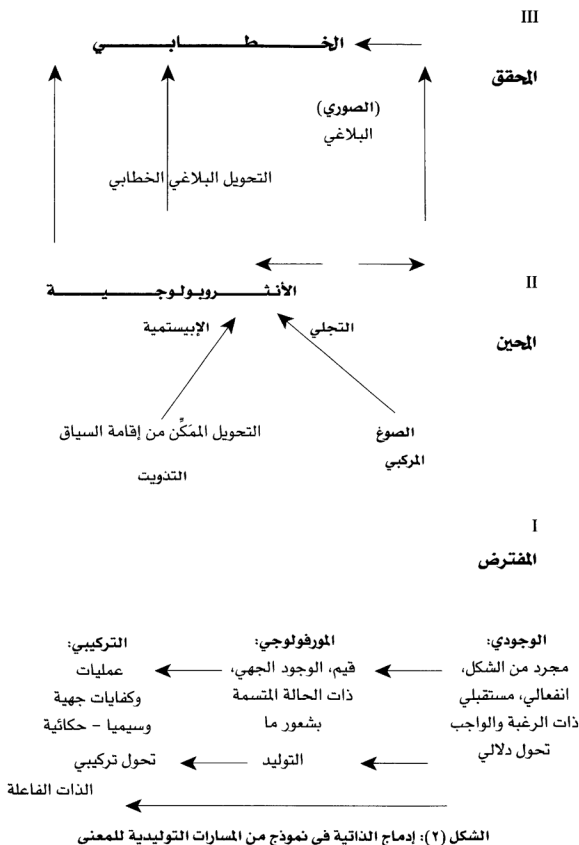 III
الخطابي
المحقق
(الصوري)
البلاغي
التحويل البلاغي الخطابي
II
الأنثروبولوجية
المحين
التجلي
الإبيستمية
التحويل الممَكِّن من إقامة السياق
الصوغ
المركبي
التذويت
I
المفترض
الوجودي:
مجرد من الشكل،
انفعالي، مستقبلي
ذات الرغبة والواجب
تحول دلالي
المورفولوجي:
قيم، الوجود الجهي،
ذات الحالة المتسمة
بشعور ما
التوليد
التركيبي:
عمليات
وكفايات جهية
وسيميا – حكائية
تحول تركيبي
الذات الفاعلة
الشكل (٢): إدماج الذاتية في نموذج من المسارات التوليدية للمعنى